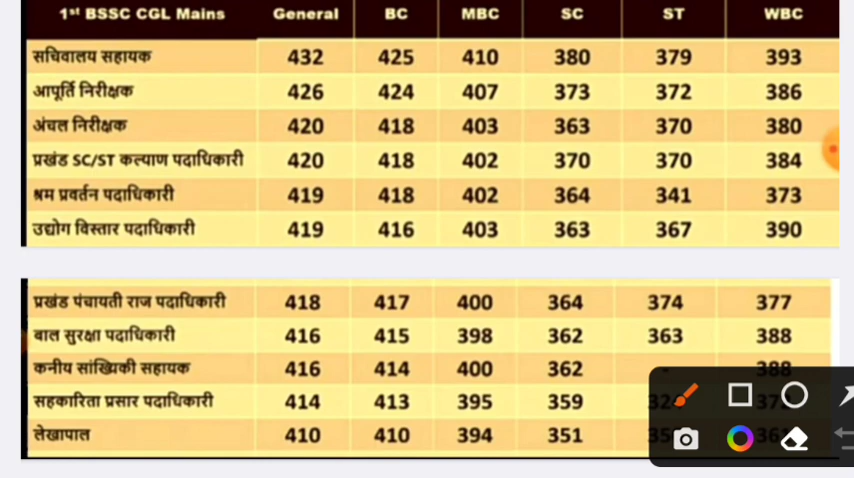 1st BSSC CGL Mains General BC MBC SC ST WBC
सचिवालय सहायक 432 425 410 380 379 393
आपूर्ति निरीक्षक 426 424 407 373 372 386
अंचल निरीक्षक 420 418 403 363 370 380
प्रखंड SC/ST कल्याण पदाधिकारी 420 418 402 370 370 384
श्रम प्रवर्तन पदाधिकारी 419 418 402 364 341 373
उद्योग विस्तार पदाधिकारी 419 416 403 363 367 390
प्रखंड पंचायती राज पदाधिकारी 418 417 400 364 374 377
बाल सुरक्षा पदाधिकारी 416 415 398 362 363 388
कनीय सांख्यिकी सहायक 416 414 400 362 - 388
सहकारिता प्रसार पदाधिकारी 414 413 395 359
लेखापाल 410 410 394 351